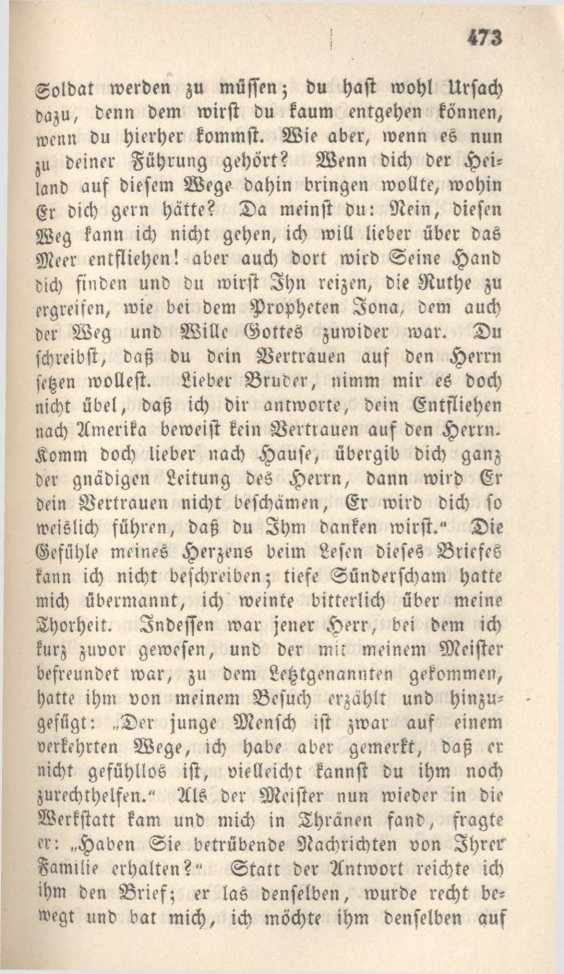 473
Soldat werden zu müssen; du hast wohl Ursach
dazu, denn dem wirst du kaum entgehen können,
wenn du hierher kommst. Wie aber, wenn es nun
zu deiner Führung gehört? Wenn dich der Hei-
land auf diesem Wege dahin bringen wollte, wohin
Er dich gern hätte? Da meinst du: Nein, diesen
Weg kann ich nicht gehen, ich will lieber über das
Meer entfliehen! aber auch dort wird Seine Hand
dich finden und du wirst Ihn reizen, die Ruthe zu
ergreifen, wie bei dem Propheten Jona, dem auch
der Weg und Wille Gottes zuwider war. Du
schreibst, daß du dein Vertrauen auf den Herrn
setzen wollest. Lieber Bruder, nimm mir es doch
nicht übel, daß ich dir antworte, dein Entfliehen
nach Amerika beweist kein Vertrauen auf den Herrn.
Komm doch lieber nach Hause, übergib dich ganz
der gnädigen Leitung des Herrn, dann wird Er
dein Vertrauen nicht beschämen, Er wird dich so
weislich führen, daß du Ihm danken wirst.“ Die
Gefühle meines Herzens beim Lesen dieses Briefes
kann ich nicht beschreiben; tiefe Sünderscham hatte
mich übermannt, ich weinte bitterlich über meine
Thorheit. Indessen war jener Herr, bei dem ich
kurz zuvor gewesen, und der mit meinem Meister
befreundet war, zu dem Letztgenannten gekommen,
hatte ihm von meinem Besuch erzählt und hinzu-
gefügt: „Der junge Mensch ist zwar auf einem
verkehrten Wege, ich habe aber gemerkt, daß er
nicht gefühllos ist, vielleicht kannst du ihm noch
zurechthelfen.“ Als der Meister nun wieder in die
Werkstatt kam und mich in Thränen fand, fragte
er: „Haben Sie betrübende Nachrichten von Ihrer
Familie erhalten?“ Statt der Antwort reichte ich
ihm den Brief; er las denselben, wurde recht be-
wegt und bat mich, ich möchte ihm denselben auf